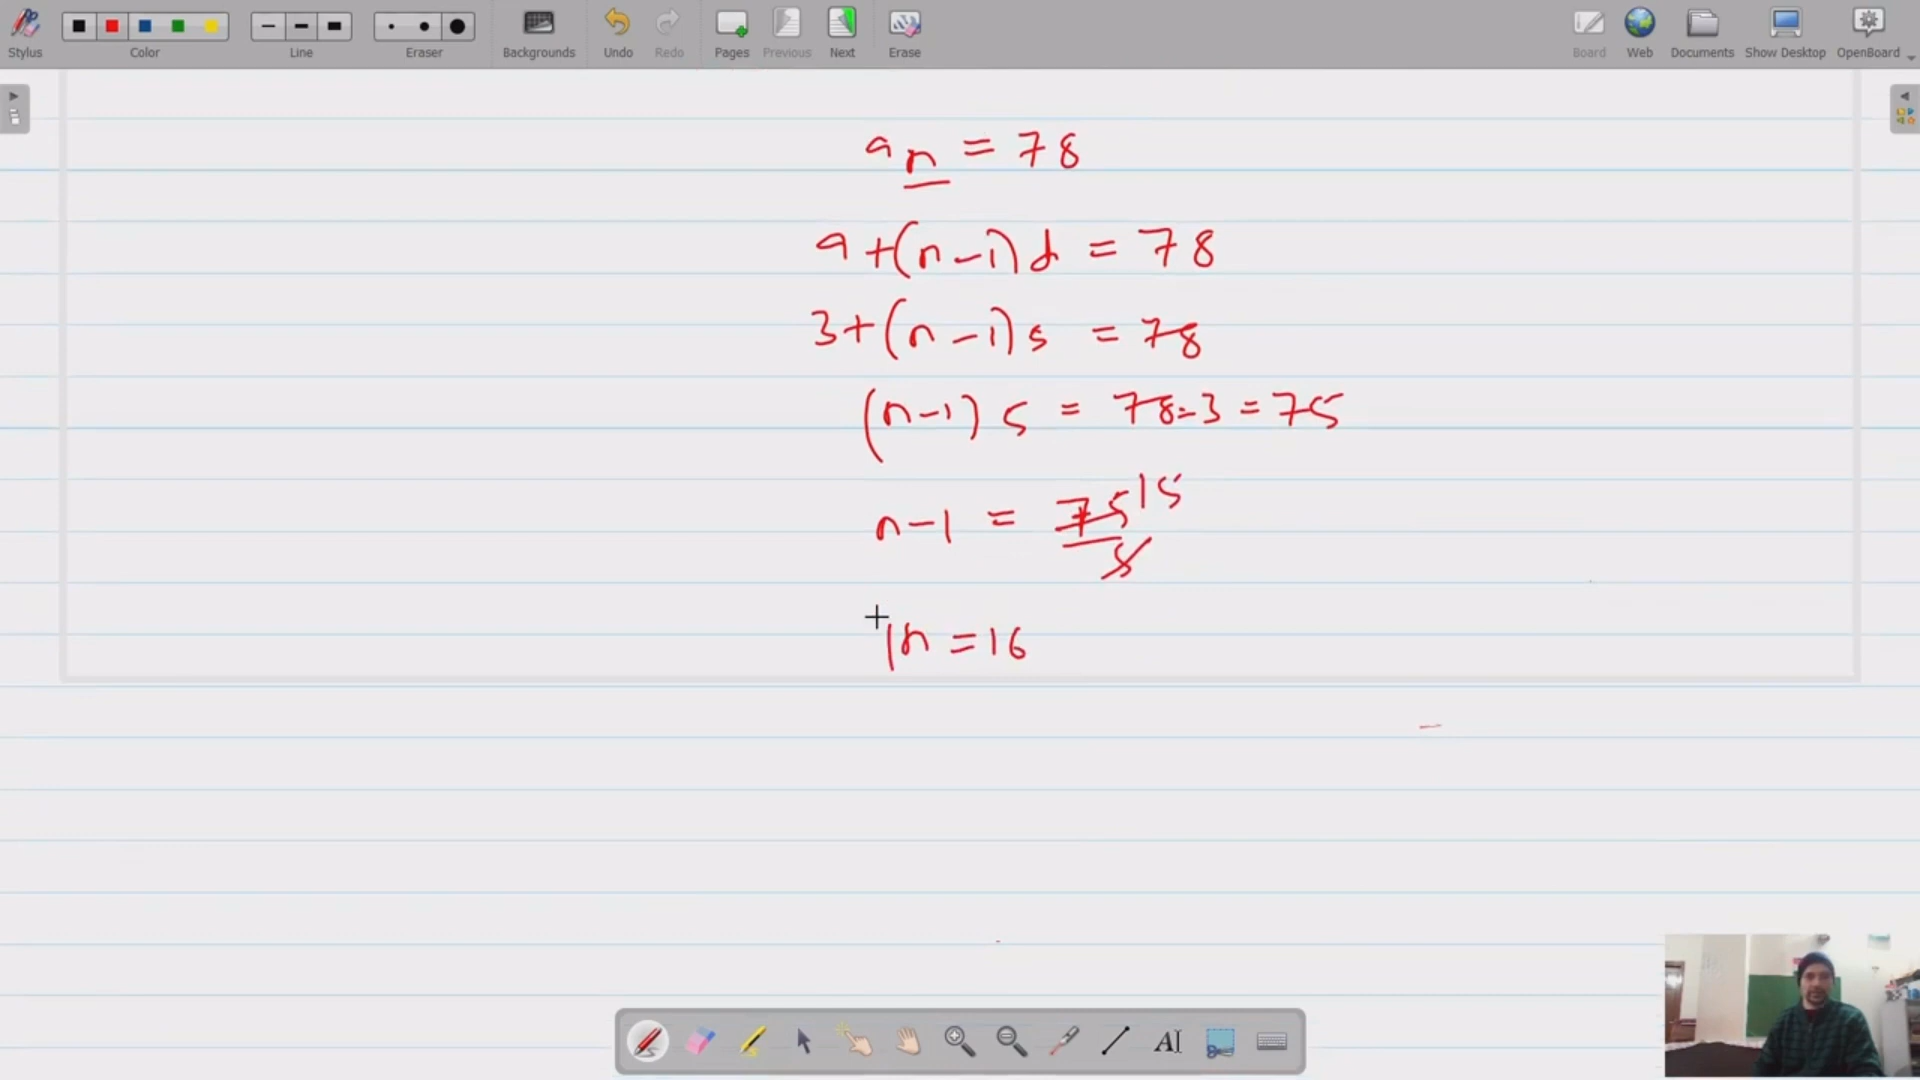 Stylus
Color
Line
Eraser
Backgrounds
Undo
Redo
Pages
Previous
Next
Erase
Board
Web
Documents
Show Desktop
OpenBoard
an = 78
a+(n-1)d = 78
3+(n-1)5 = 78
(n-1) 5 = 78-3 = 75
n-1 = 75/5 15
n = 16
AI